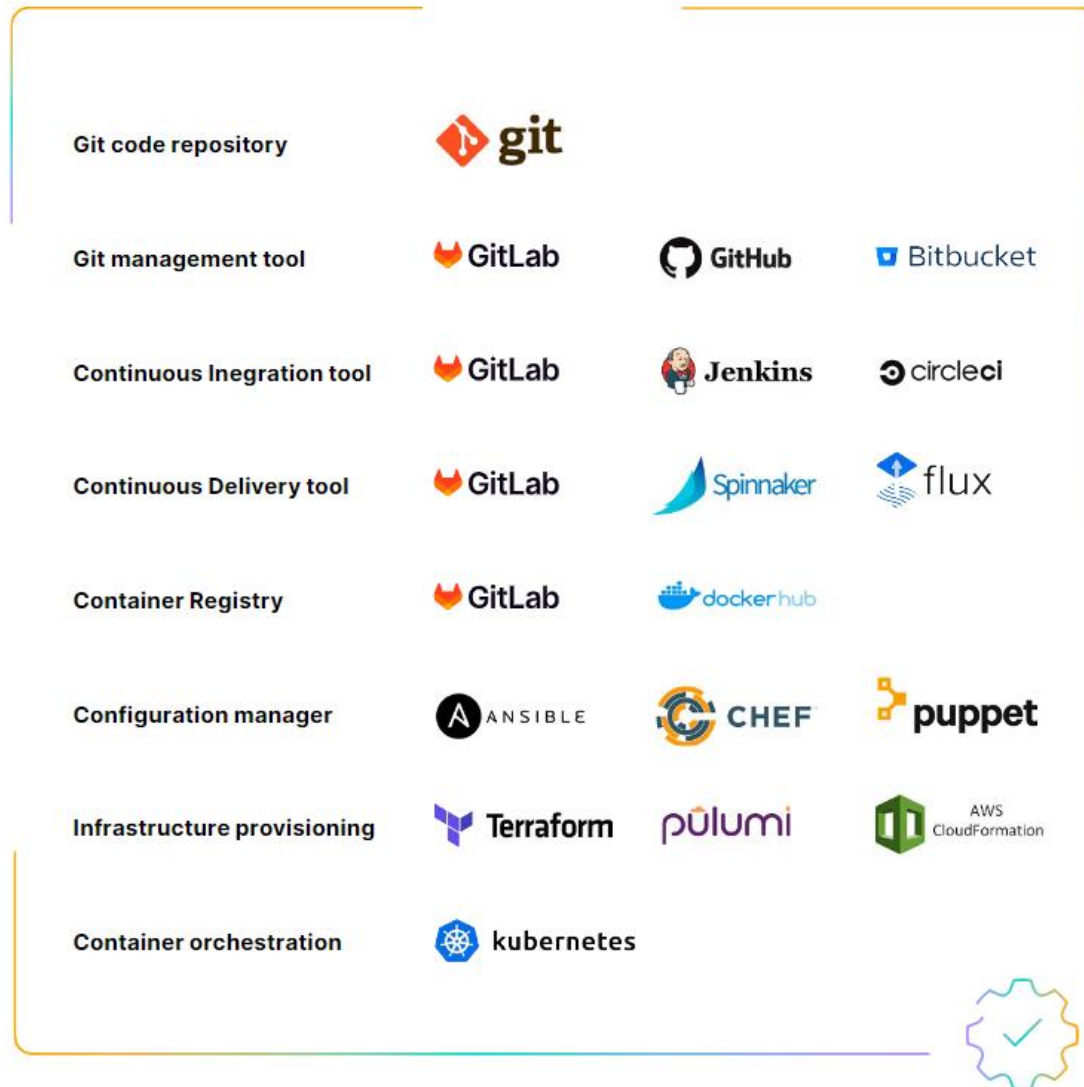 Git code repository
git
Git management tool
GitLab
GitHub
Bitbucket
Continuous Inegration tool
GitLab
Jenkins
circleci
Continuous Delivery tool
GitLab
Spinnaker
flux
Container Registry
GitLab
dockerhub
Configuration manager
A ANSIBLE
CHEF
puppet
Infrastructure provisioning
Terraform
pulumi
AWS
CloudFormation
Container orchestration
kubernetes